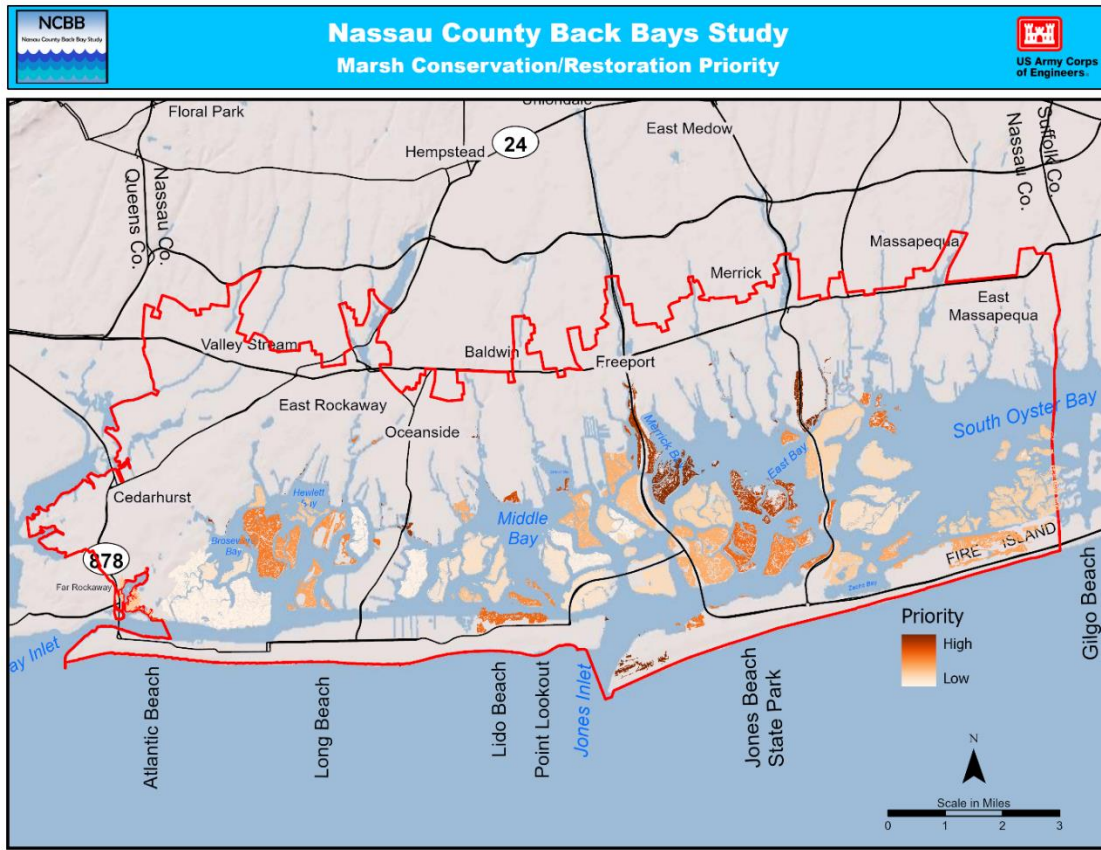 NCBB
Nassau County Back Bay Study
Nassau County Back Bays Study
Marsh Conservation/Restoration Priority
US Army Corps
of Engineers®
Floral Park
Uniondale
East Medow
Hempstead
24
Queens Co.
Nassau Co.
Nassau Co.
Suffolk Co.
Massapequa
Merrick
East
Massapequa
Valley Stream
Baldwin
Freeport
East Rockaway
Oceanside
South Oyster Bay
Merrick Bay
East Bay
Cedarhurst
Hewlett
Bay
Middle
Bay
878
Far Rockaway
FIRE ISLAND
ay Inlet
Atlantic Beach
Long Beach
Lido Beach
Point Lookout
Jones Inlet
Jones Beach
State Park
Gilgo Beach
Priority
High
Low
N
Scale in Miles
0 1 2 3